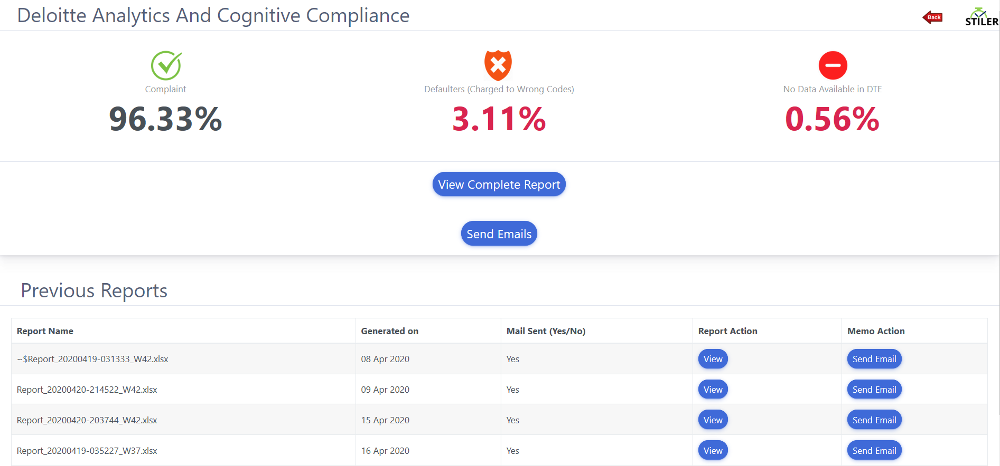 Deloitte Analytics And Cognitive Compliance
Back
STILER
Complaint
Defaulters (Charged to Wrong Codes)
No Data Available in DTE
96.33%
3.11%
0.56%
View Complete Report
Send Emails
Previous Reports
Report Name Generated on Mail Sent (Yes/No) Report Action Memo Action
~$Report_20200419-031333_W42.xlsx 08 Apr 2020 Yes View Send Email
Report_20200420-214522_W42.xlsx 09 Apr 2020 Yes View Send Email
Report_20200420-203744_W42.xlsx 15 Apr 2020 Yes View Send Email
Report_20200419-035227_W37.xlsx 16 Apr 2020 Yes View Send Email